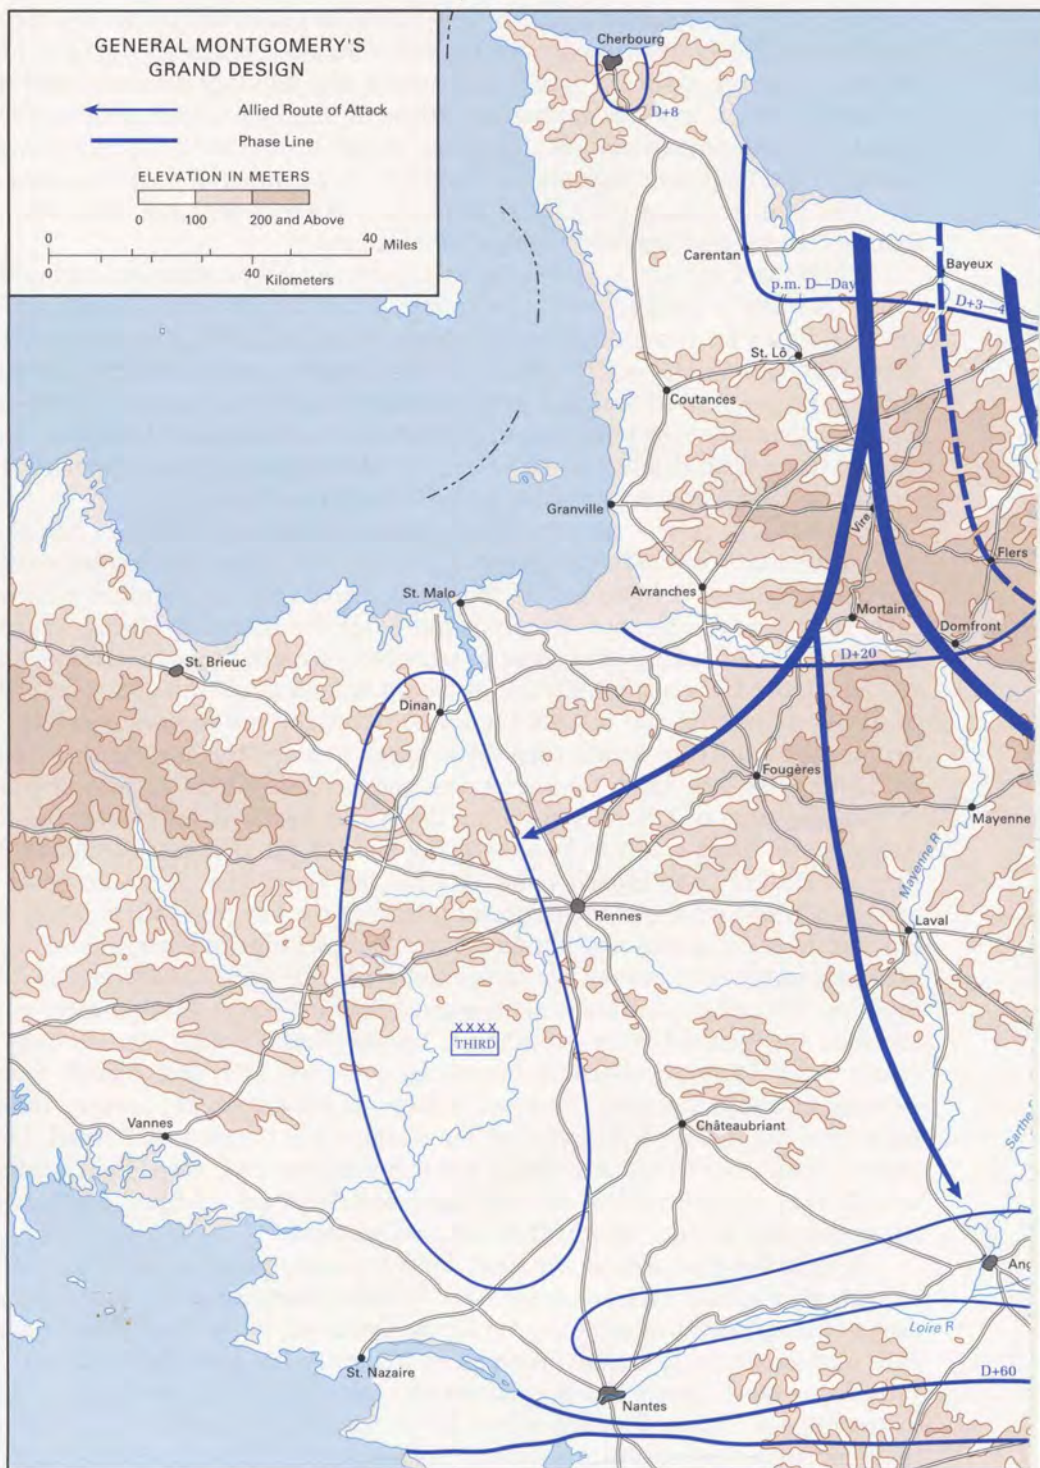 GENERAL MONTGOMERY'S
GRAND DESIGN
Allied Route of Attack
Phase Line
ELEVATION IN METERS
0 100 200 and Above
0 40 Miles
0 40
Kilometers
Cherbourg
D+8
Carentan
Bayeux
p.m. D—Day
D+3—4
St. Lô
Coutances
Granville
Vire
Flers
St. Malo
Avranches
Mortain
Domfront
D+20
St. Brieuc
Dinan
Fougères
Mayenne
Mayenne R
Rennes
Laval
XXXX
THIRD
Vannes
Châteaubriant
Sarthe
Ang
Loire R
St. Nazaire
D+60
Nantes